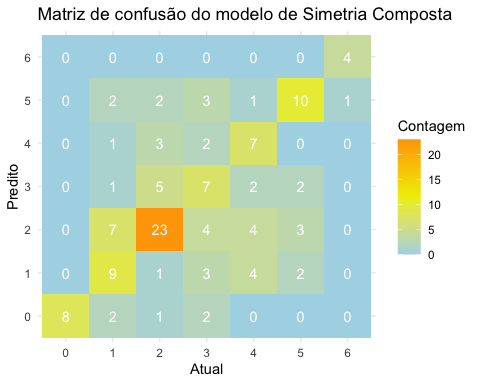 Matriz de confusão do modelo de Simetria Composta
6 0 0 0 0 0 0 4
5 0 2 2 3 1 10 1
4 0 1 3 2 7 0 0
3 0 1 5 7 2 2 0
2 0 7 23 4 4 3 0
1 0 9 1 3 4 2 0
0 8 2 1 2 0 0 0
0 1 2 3 4 5 6
Atual
Predito
Contagem
20
15
10
5
0